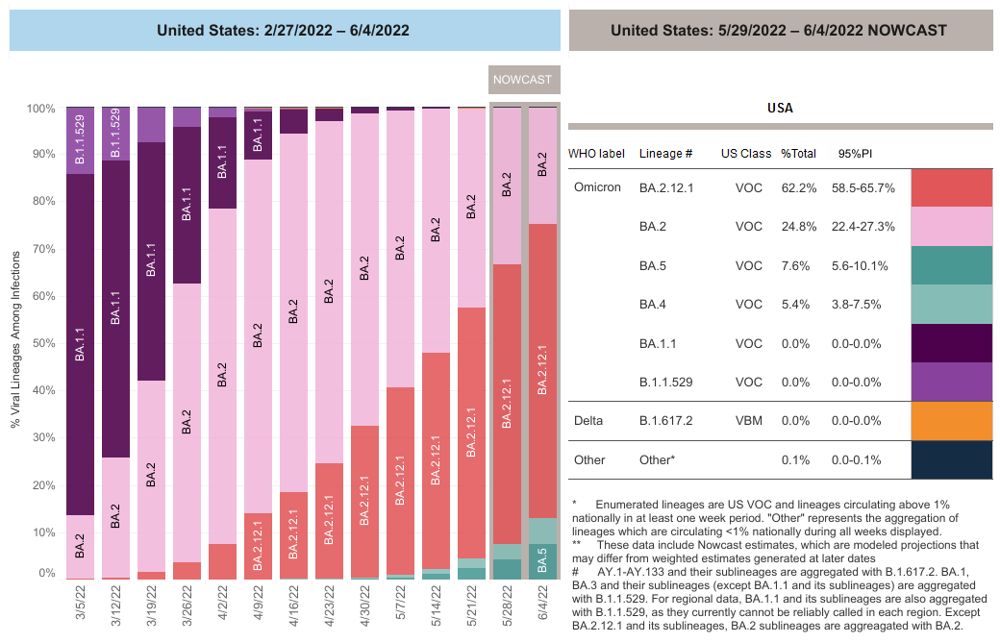 United States: 2/27/2022 – 6/4/2022
United States: 5/29/2022 – 6/4/2022 NOWCAST
NOWCAST
% Viral Lineages Among Infections
100%
90%
80%
70%
60%
50%
40%
30%
20%
10%
0%
B.1.1.529
BA.1.1
BA.2
B.1.1.529
BA.1.1
BA.2
BA.1.1
BA.2
BA.1.1
BA.2
BA.1.1
BA.2
BA.1.1
BA.2
BA.2.12.1
BA.2
BA.2.12.1
BA.2
BA.2.12.1
BA.2
BA.2.12.1
BA.2
BA.2.12.1
BA.2
BA.2.12.1
BA.2
BA.2.12.1
BA.2
BA.2.12.1
BA.2
BA.2.12.1
BA.5
3/5/22
3/12/22
3/19/22
3/26/22
4/2/22
4/9/22
4/16/22
4/23/22
4/30/22
5/7/22
5/14/22
5/21/22
5/28/22
6/4/22
USA
WHO label Lineage # US Class %Total 95%PI
Omicron BA.2.12.1 VOC 62.2% 58.5-65.7%
BA.2 VOC 24.8% 22.4-27.3%
BA.5 VOC 7.6% 5.6-10.1%
BA.4 VOC 5.4% 3.8-7.5%
BA.1.1 VOC 0.0% 0.0-0.0%
B.1.1.529 VOC 0.0% 0.0-0.0%
Delta B.1.617.2 VBM 0.0% 0.0-0.0%
Other Other* 0.1% 0.0-0.1%
* Enumerated lineages are US VOC and lineages circulating above 1%
nationally in at least one week period. "Other" represents the aggregation of
lineages which are circulating <1% nationally during all weeks displayed.
** These data include Nowcast estimates, which are modeled projections that
may differ from weighted estimates generated at later dates
# AY.1-AY.133 and their sublineages are aggregated with B.1.617.2. BA.1,
BA.3 and their sublineages (except BA.1.1 and its sublineages) are aggregated
with B.1.1.529. For regional data, BA.1.1 and its sublineages are also aggregated
with B.1.1.529, as they currently cannot be reliably called in each region. Except
BA.2.12.1 and its sublineages, BA.2 sublineages are aggreagated with BA.2.